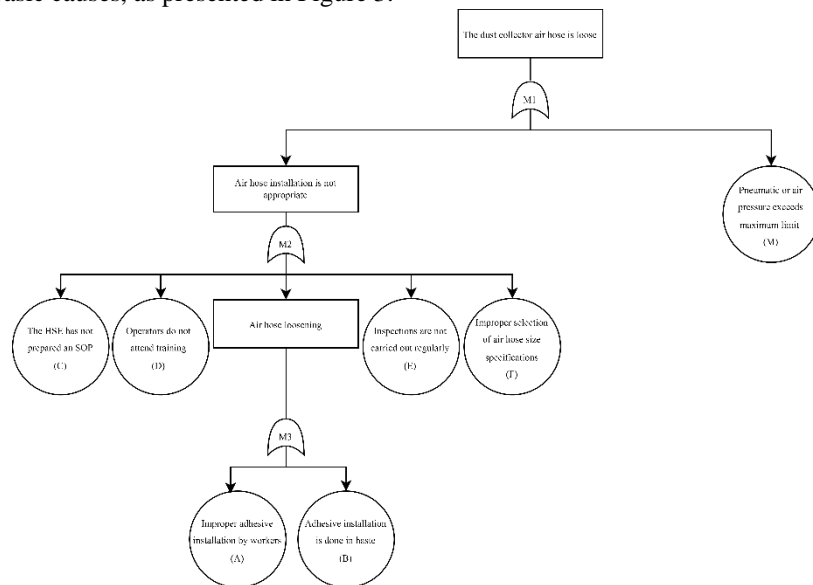 asic causes, as presented in Figure 3.
The dust collector air hose is loose
M1
Air hose installation is not
appropriate
Pneumatic or air
pressure exceeds
maximum limit
(M)
M2
The HSE has not
prepared an SOP
(C)
Operators do not
attend training
(D)
Air hose loosening
Inspections are not
carried out regularly
(E)
Improper selection
of air hose size
specifications
(F)
M3
Improper adhesive
installation by workers
(A)
Adhesive installation
is done in haste
(B)